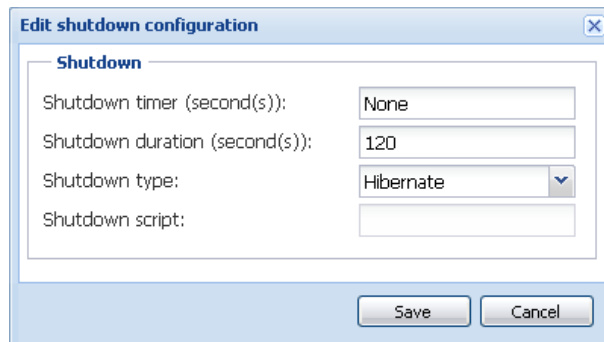 Edit shutdown configuration
Shutdown
Shutdown timer (second(s)): None
Shutdown duration (second(s)): 120
Shutdown type: Hibernate
Shutdown script:
Save Cancel